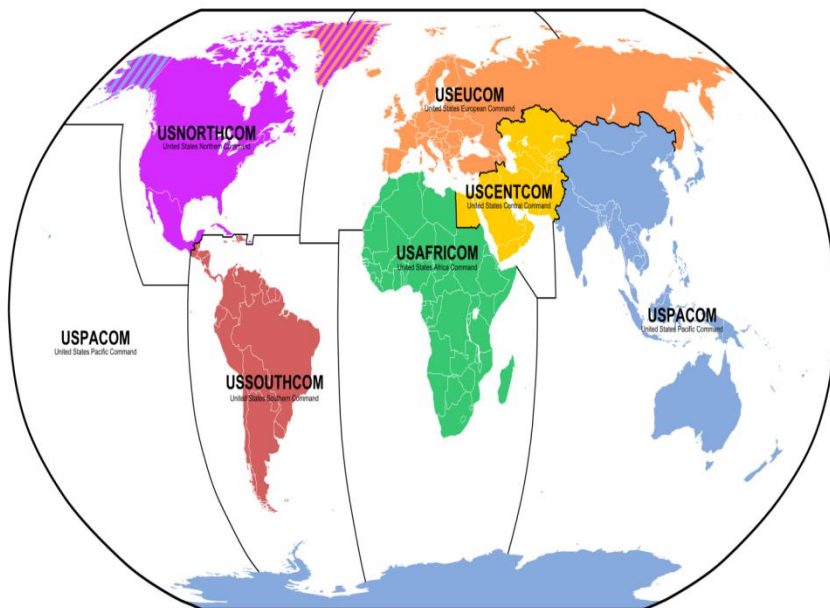 USEUCOM
United States European Command
USNORTHCOM
United States Northern Command
USCENTCOM
United States Central Command
USAFRICOM
United States Africa Command
USPACOM
United States Pacific Command
USPACOM
United States Pacific Command
USSOUTHCOM
United States Southern Command